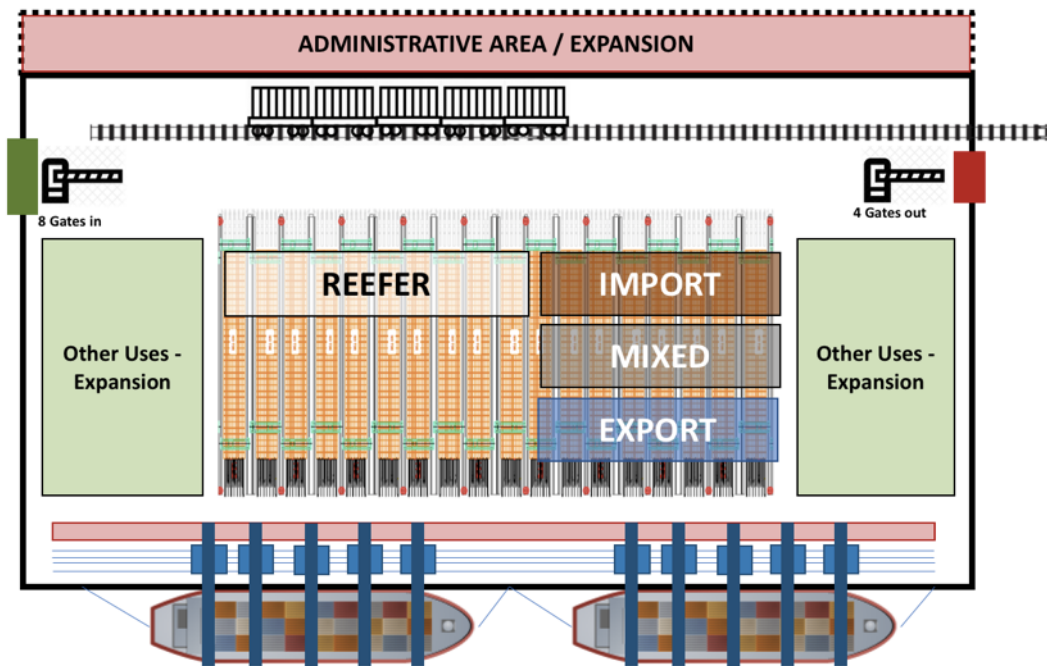 ADMINISTRATIVE AREA / EXPANSION
8 Gates in
4 Gates out
REEFER
IMPORT
Other Uses -
Expansion
MIXED
Other Uses -
Expansion
EXPORT